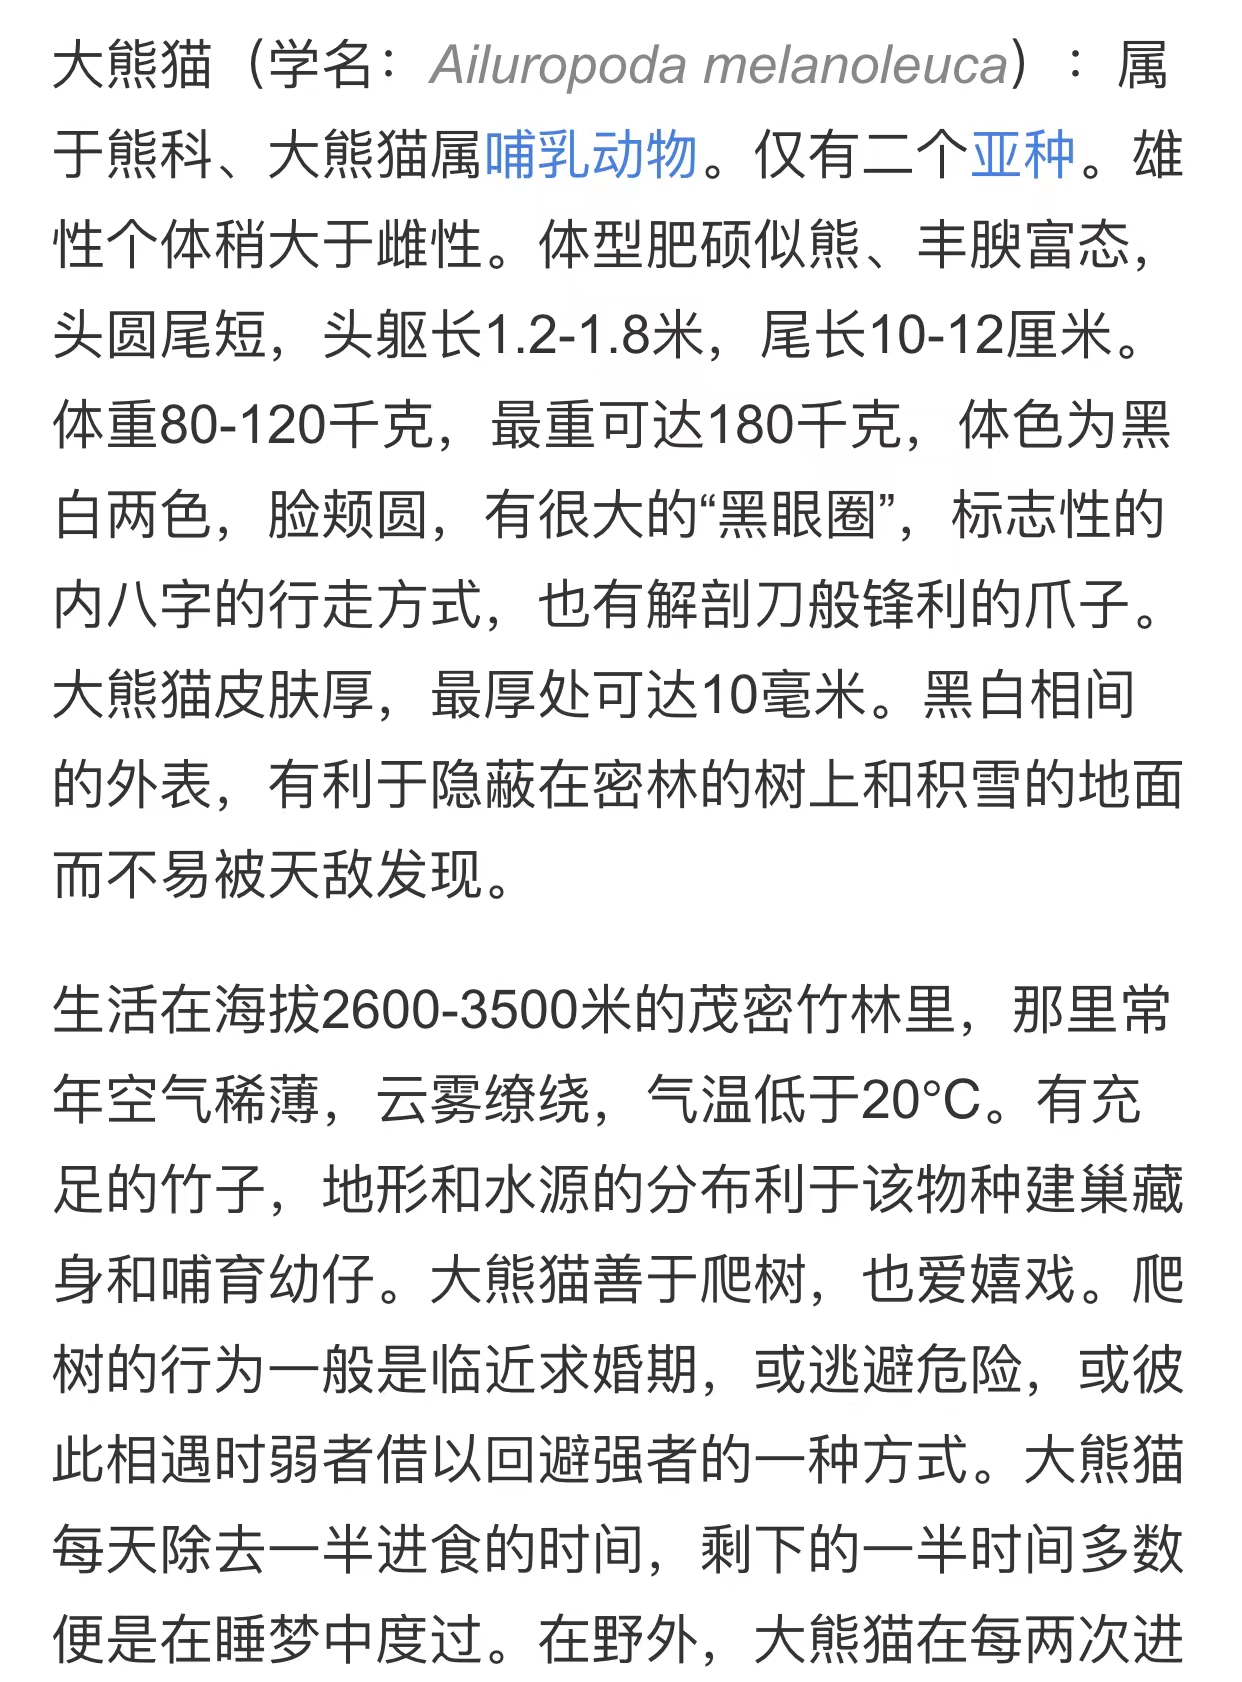 大熊猫（学名：Ailuropoda melanoleuca）：属
于熊科、大熊猫属哺乳动物。仅有二个亚种。雄
性个体稍大于雌性。体型肥硕似熊、丰腴富态，
头圆尾短，头躯长1.2-1.8米，尾长10-12厘米。
体重80-120千克，最重可达180千克，体色为黑
白两色，脸颊圆，有很大的“黑眼圈”，标志性的
内八字的行走方式，也有解剖刀般锋利的爪子。
大熊猫皮肤厚，最厚处可达10毫米。黑白相间
的外表，有利于隐蔽在密林的树上和积雪的地面
而不易被天敌发现。
生活在海拔2600-3500米的茂密竹林里，那里常
年空气稀薄，云雾缭绕，气温低于20℃。有充
足的竹子，地形和水源的分布利于该物种建巢藏
身和哺育幼仔。大熊猫善于爬树，也爱嬉戏。爬
树的行为一般是临近求婚期，或逃避危险，或彼
此相遇时弱者借以回避强者的一种方式。大熊猫
每天除去一半进食的时间，剩下的一半时间多数
便是在睡梦中度过。在野外，大熊猫在每两次进